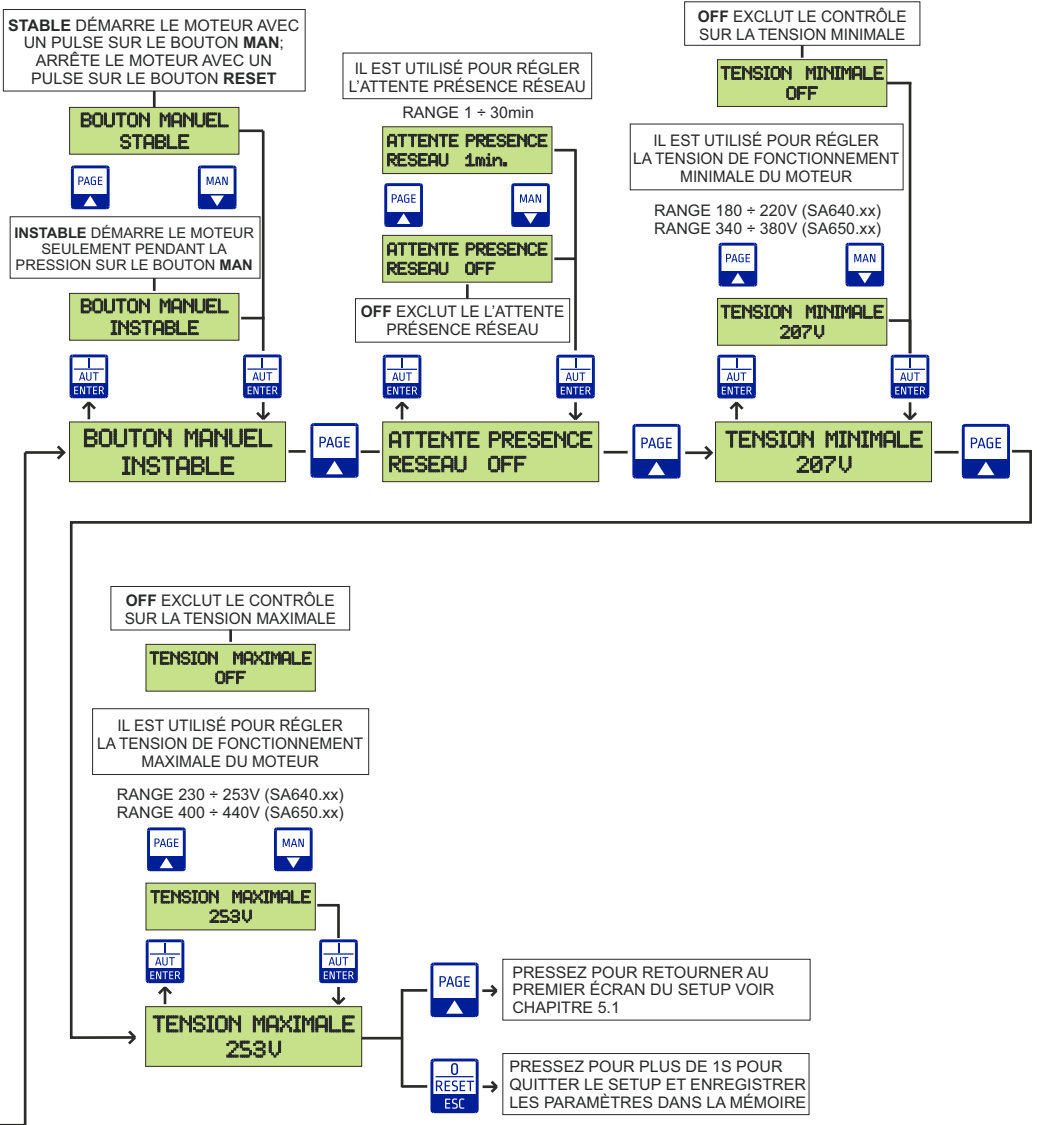 STABLE DÉMARRE LE MOTEUR AVEC
UN PULSE SUR LE BOUTON MAN;
ARRÊTE LE MOTEUR AVEC UN
PULSE SUR LE BOUTON RESET
BOUTON MANUEL
STABLE
PAGE
MAN
INSTABLE DÉMARRE LE MOTEUR
SEULEMENT PENDANT LA
PRESSION SUR LE BOUTON MAN
BOUTON MANUEL
INSTABLE
AUT
ENTER
AUT
ENTER
BOUTON MANUEL
INSTABLE
PAGE
IL EST UTILISÉ POUR RÉGLER
L'ATTENTE PRÉSENCE RÉSEAU
RANGE 1 ÷ 30min
ATTENTE PRESENCE
RESEAU 1min.
PAGE
MAN
ATTENTE PRESENCE
RESEAU OFF
OFF EXCLUT LE L'ATTENTE
PRÉSENCE RÉSEAU
AUT
ENTER
AUT
ENTER
ATTENTE PRESENCE
RESEAU OFF
PAGE
OFF EXCLUT LE CONTRÔLE
SUR LA TENSION MINIMALE
TENSION MINIMALE
OFF
IL EST UTILISÉ POUR RÉGLER
LA TENSION DE FONCTIONNEMENT
MINIMALE DU MOTEUR
RANGE 180 ÷ 220V (SA640.xx)
RANGE 340 ÷ 380V (SA650.xx)
PAGE
MAN
TENSION MINIMALE
207V
AUT
ENTER
AUT
ENTER
TENSION MINIMALE
207V
PAGE
OFF EXCLUT LE CONTRÔLE
SUR LA TENSION MAXIMALE
TENSION MAXIMALE
OFF
IL EST UTILISÉ POUR RÉGLER
LA TENSION DE FONCTIONNEMENT
MAXIMALE DU MOTEUR
RANGE 230 ÷ 253V (SA640.xx)
RANGE 400 ÷ 440V (SA650.xx)
PAGE
MAN
TENSION MAXIMALE
253V
AUT
ENTER
AUT
ENTER
TENSION MAXIMALE
253V
PAGE
PRESSEZ POUR RETOURNER AU
PREMIER ÉCRAN DU SETUP VOIR
CHAPITRE 5.1
0
RESET
ESC
PRESSEZ POUR PLUS DE 1S POUR
QUITTER LE SETUP ET ENREGISTRER
LES PARAMÈTRES DANS LA MÉMOIRE